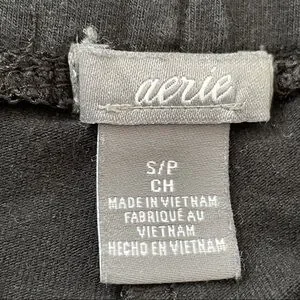 aerie
S/P
CH
MADE IN VIETNAM
FABRIQUÉ AU
VIETNAM
HECHO EN VIETNAM